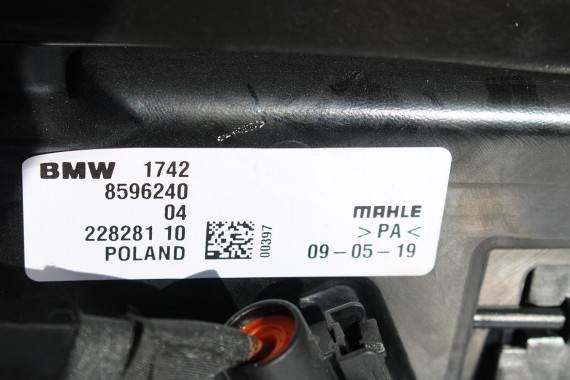 BMW 1742
8596240
04
228281 10
POLAND
00397
MAHLE
>PA<
09-05-19